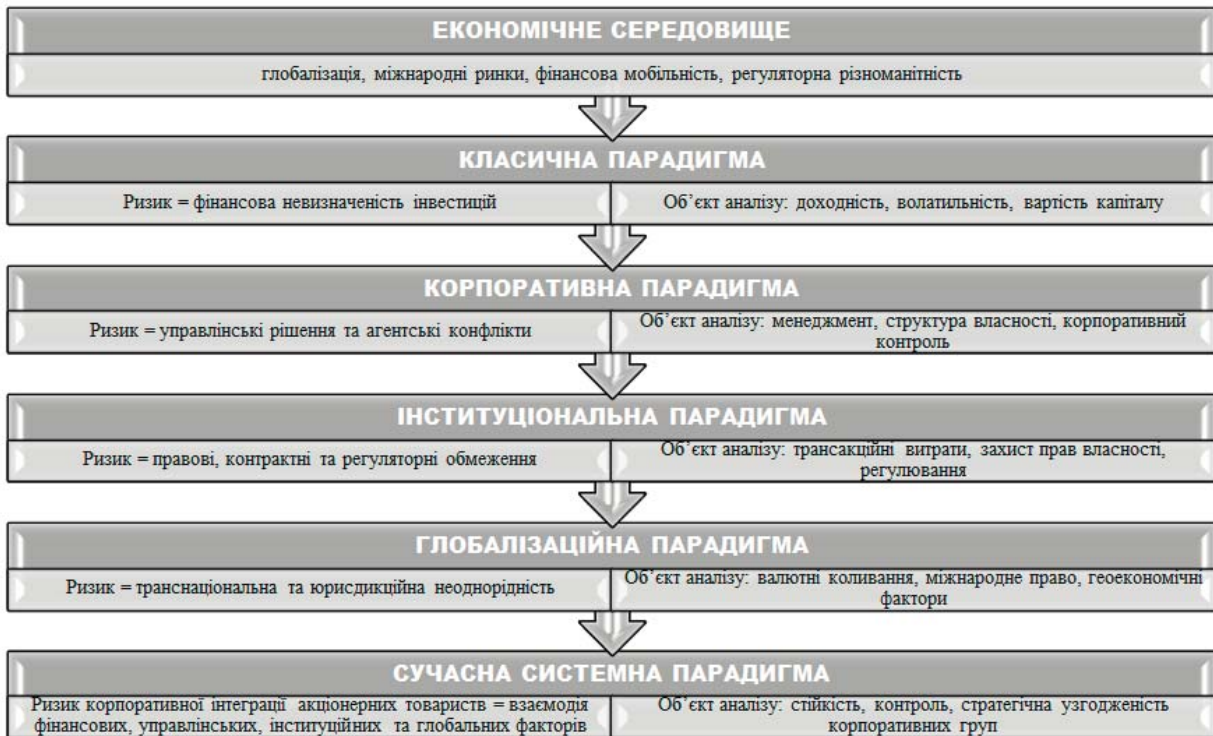 ЕКОНОМІЧНЕ СЕРЕДОВИЩЕ
глобалізація, міжнародні ринки, фінансова мобільність, регуляторна різноманітність
КЛАСИЧНА ПАРАДИГМА
Ризик = фінансова невизначеність інвестицій
Об’єкт аналізу: доходність, волатильність, вартість капіталу
КОРПОРАТИВНА ПАРАДИГМА
Ризик = управлінські рішення та агентські конфлікти
Об’єкт аналізу: менеджмент, структура власності, корпоративний
контроль
ІНСТИТУЦІОНАЛЬНА ПАРАДИГМА
Ризик = правові, контрактні та регуляторні обмеження
Об’єкт аналізу: трансакційні витрати, захист прав власності,
регулювання
ГЛОБАЛІЗАЦІЙНА ПАРАДИГМА
Ризик = транснаціональна та юрисдикційна неоднорідність
Об’єкт аналізу: валютні коливання, міжнародне право, геоекономічні
фактори
СУЧАСНА СИСТЕМНА ПАРАДИГМА
Ризик корпоративної інтеграції акціонерних товариств = взаємодія
фінансових, управлінських, інституційних та глобальних факторів
Об’єкт аналізу: стійкість, контроль, стратегічна узгодженість
корпоративних груп